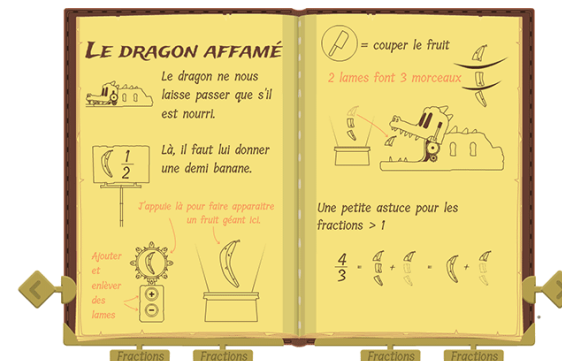 LE DRAGON AFFAMÉ
Le dragon ne nous
laisse passer que s'il
est nourri.
1
2
Là, il faut lui donner
une demi banane.
J'appuie là pour faire apparaitre
un fruit géant ici.
Ajouter
et
enlever
des
lames
+
−
= couper le fruit
2 lames font 3 morceaux
Une petite astuce pour les
fractions > 1
4
3
= + = +
Fractions
Fractions
Fractions
Fractions